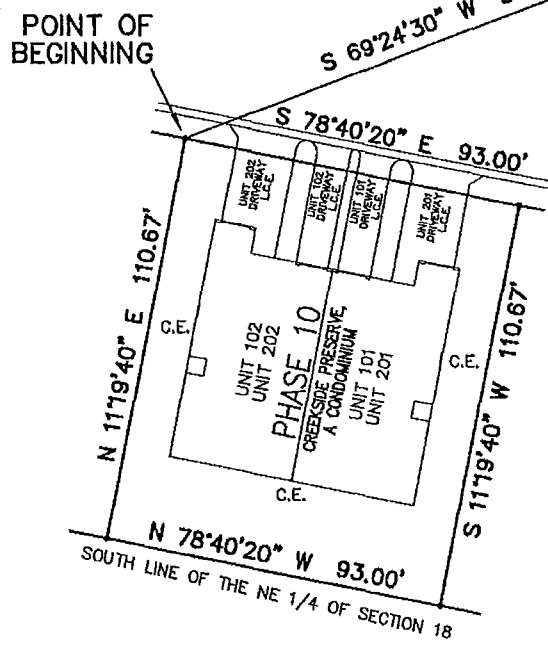 POINT OF
BEGINNING
S 69°24'30" W
S 78°40'20" E 93.00'
UNIT 202
DRIVEWAY
L.C.E.
UNIT 102
DRIVEWAY
L.C.E.
UNIT 101
DRIVEWAY
L.C.E.
UNIT 201
DRIVEWAY
L.C.E.
N 11°19'40" E 110.67'
C.E.
UNIT 102
UNIT 202
PHASE 10
CREEKSIDE PRESERVE,
A CONDOMINIUM
UNIT 101
UNIT 201
C.E.
S 11°19'40" W 110.67'
C.E.
N 78°40'20" W 93.00'
SOUTH LINE OF THE NE 1/4 OF SECTION 18